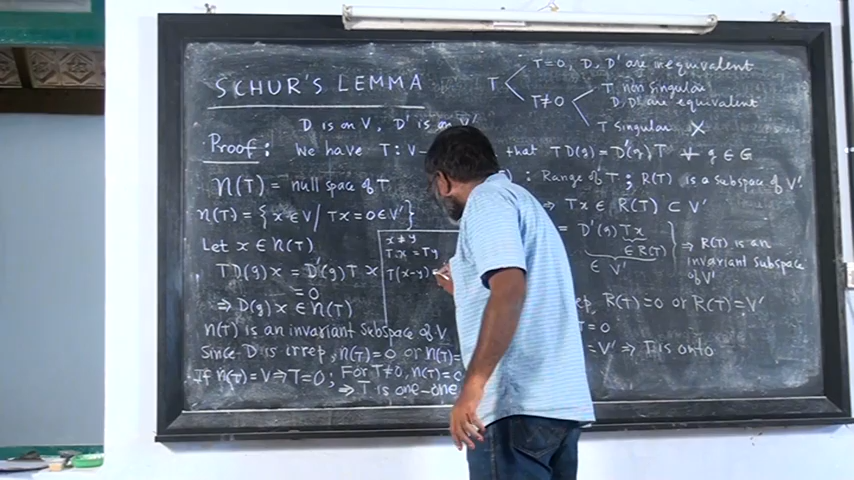 SCHUR'S LEMMA
T T=0, D, D' are inequivalent
T≠0 T non singular
D, D' are equivalent
T singular X
D is on V, D' is on V'
Proof: We have T: V that TD(g) = D'(g)T ∀ g ∈ G
n(T) = null space of T
: Range of T ; R(T) is a subspace of V'.
n(T) = {x ∈ V / Tx = 0 ∈ V'}
⇒ Tx ∈ R(T) ⊂ V'
Let x ∈ n(T)
TD(g)x = D'(g)T x
= 0
⇒ D(g)x ∈ n(T)
x ≠ y
T x = Ty
T(x-y)
= D'(g) Tx
∈ R(T)
∈ V'
⇒ R(T) is an
invariant subspace
of V'
n(T) is an invariant subspace of V
Since D is irrep, n(T) = 0 or n(T) =
If n(T) = V ⇒ T = 0; For T≠0, n(T) = 0
⇒ T is one-one
R(T) = 0 or R(T) = V'
= 0
= V' ⇒ T is onto